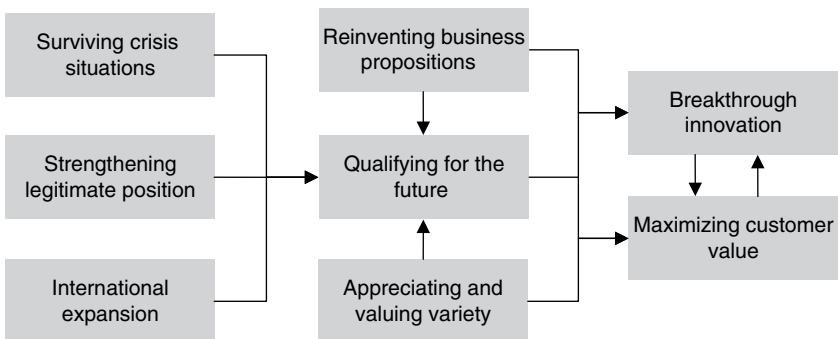 Surviving crisis
situations
Strengthening
legitimate position
International
expansion
Reinventing business
propositions
Qualifying for the
future
Appreciating and
valuing variety
Breakthrough
innovation
Maximizing customer
value